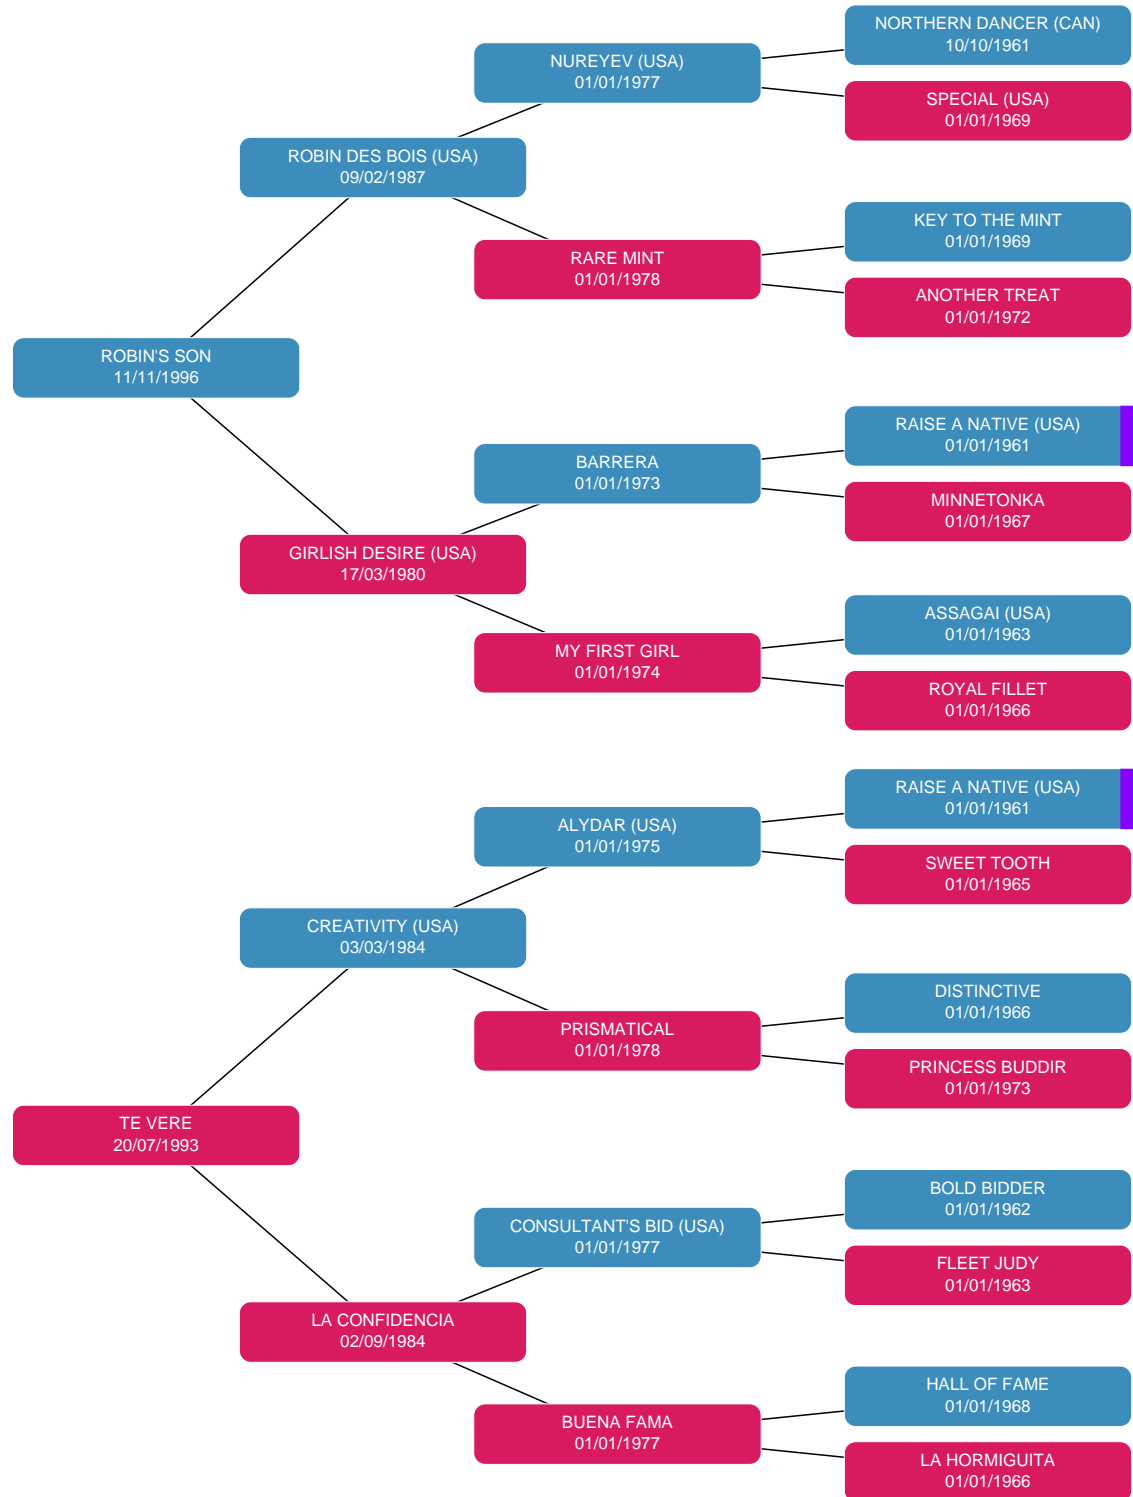 NORTHERN DANCER (CAN)
10/10/1961
NUREYEV (USA)
01/01/1977
SPECIAL (USA)
01/01/1969
ROBIN DES BOIS (USA)
09/02/1987
KEY TO THE MINT
01/01/1969
RARE MINT
01/01/1978
ANOTHER TREAT
01/01/1972
ROBIN'S SON
11/11/1996
RAISE A NATIVE (USA)
01/01/1961
BARRERA
01/01/1973
MINNETONKA
01/01/1967
GIRLISH DESIRE (USA)
17/03/1980
ASSAGAI (USA)
01/01/1963
MY FIRST GIRL
01/01/1974
ROYAL FILLET
01/01/1966
RAISE A NATIVE (USA)
01/01/1961
ALYDAR (USA)
01/01/1975
SWEET TOOTH
01/01/1965
CREATIVITY (USA)
03/03/1984
DISTINCTIVE
01/01/1966
PRISMATICAL
01/01/1978
PRINCESS BUDDIR
01/01/1973
TE VERE
20/07/1993
BOLD BIDDER
01/01/1962
CONSULTANT'S BID (USA)
01/01/1977
FLEET JUDY
01/01/1963
LA CONFIDENCIA
02/09/1984
HALL OF FAME
01/01/1968
BUENA FAMA
01/01/1977
LA HORMIGUITA
01/01/1966